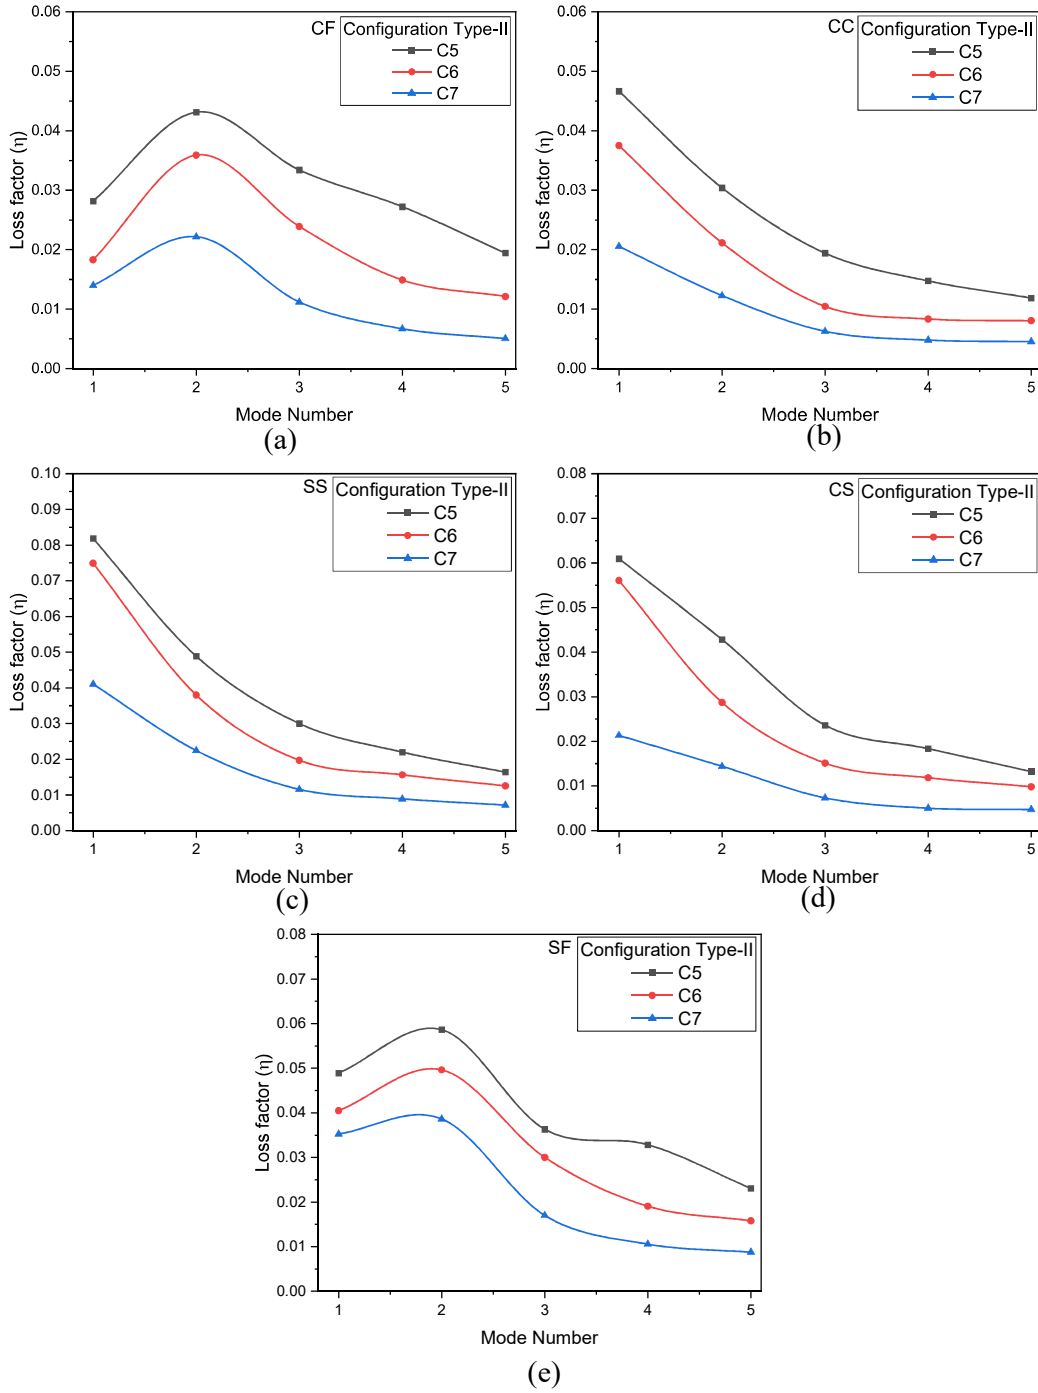 CF
Configuration Type-II
C5
C6
C7
0.06
0.05
0.04
0.03
0.02
0.01
0.00
Loss factor (η)
1 2 3 4 5
Mode Number
(a)
CC
Configuration Type-II
C5
C6
C7
0.06
0.05
0.04
0.03
0.02
0.01
0.00
Loss factor (η)
1 2 3 4 5
Mode Number
(b)
SS
Configuration Type-II
C5
C6
C7
0.10
0.09
0.08
0.07
0.06
0.05
0.04
0.03
0.02
0.01
0.00
Loss factor (η)
1 2 3 4 5
Mode Number
(c)
CS
Configuration Type-II
C5
C6
C7
0.08
0.07
0.06
0.05
0.04
0.03
0.02
0.01
0.00
Loss factor (η)
1 2 3 4 5
Mode Number
(d)
SF
Configuration Type-II
C5
C6
C7
0.08
0.07
0.06
0.05
0.04
0.03
0.02
0.01
0.00
Loss factor (η)
1 2 3 4 5
Mode Number
(e)